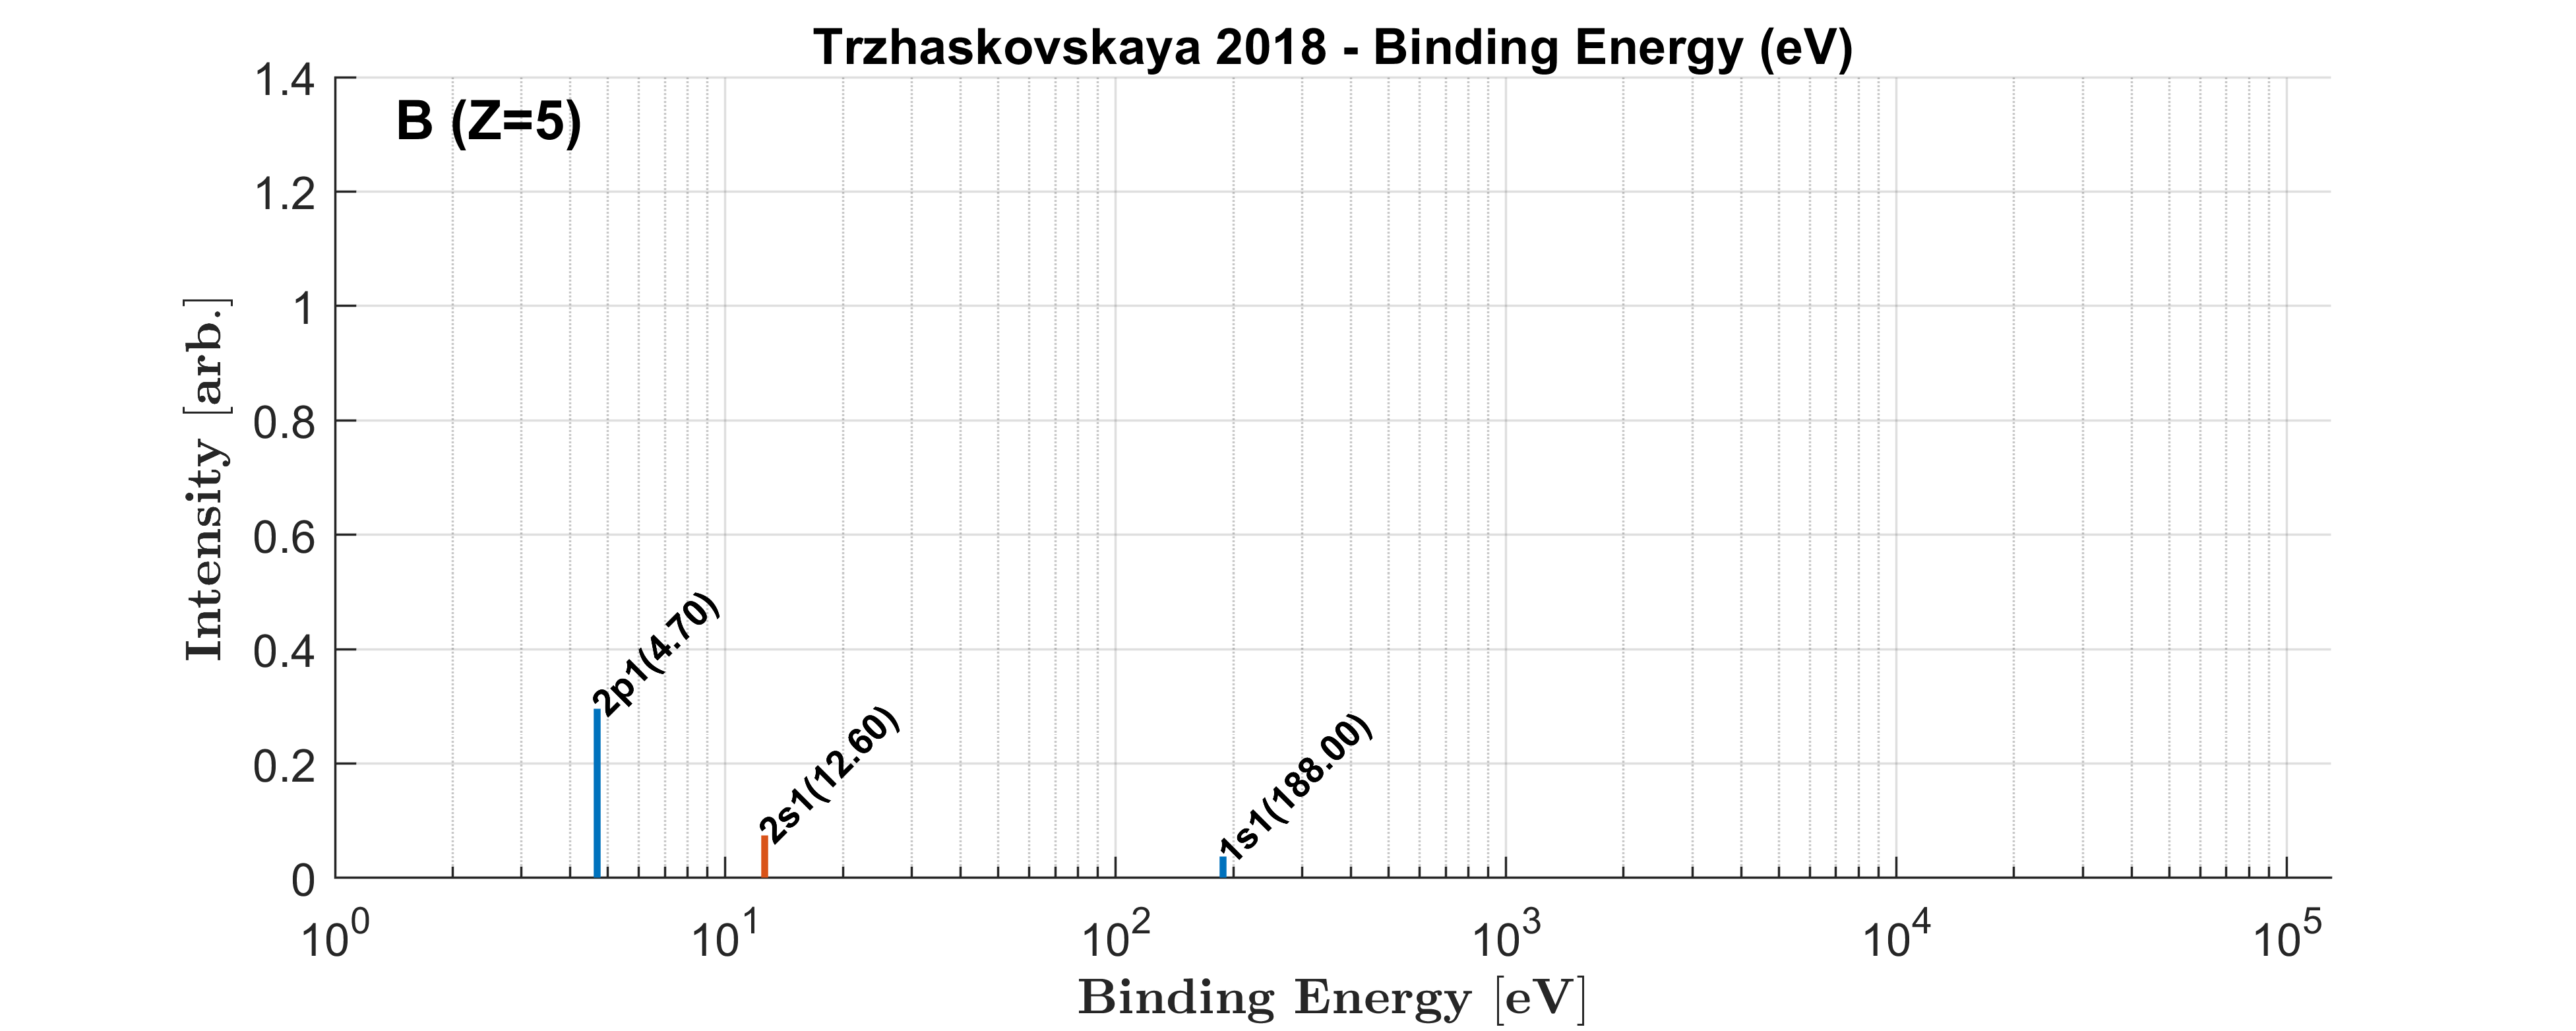 Trzhaskovskaya 2018 - Binding Energy (eV)
B (Z=5)
Intensity [arb.]
1.4
1.2
1
0.8
0.6
0.4
0.2
0
2p1(4.70)
2s1(12.60)
1s1(188.00)
10^0 10^1 10^2 10^3 10^4 10^5
Binding Energy [eV]